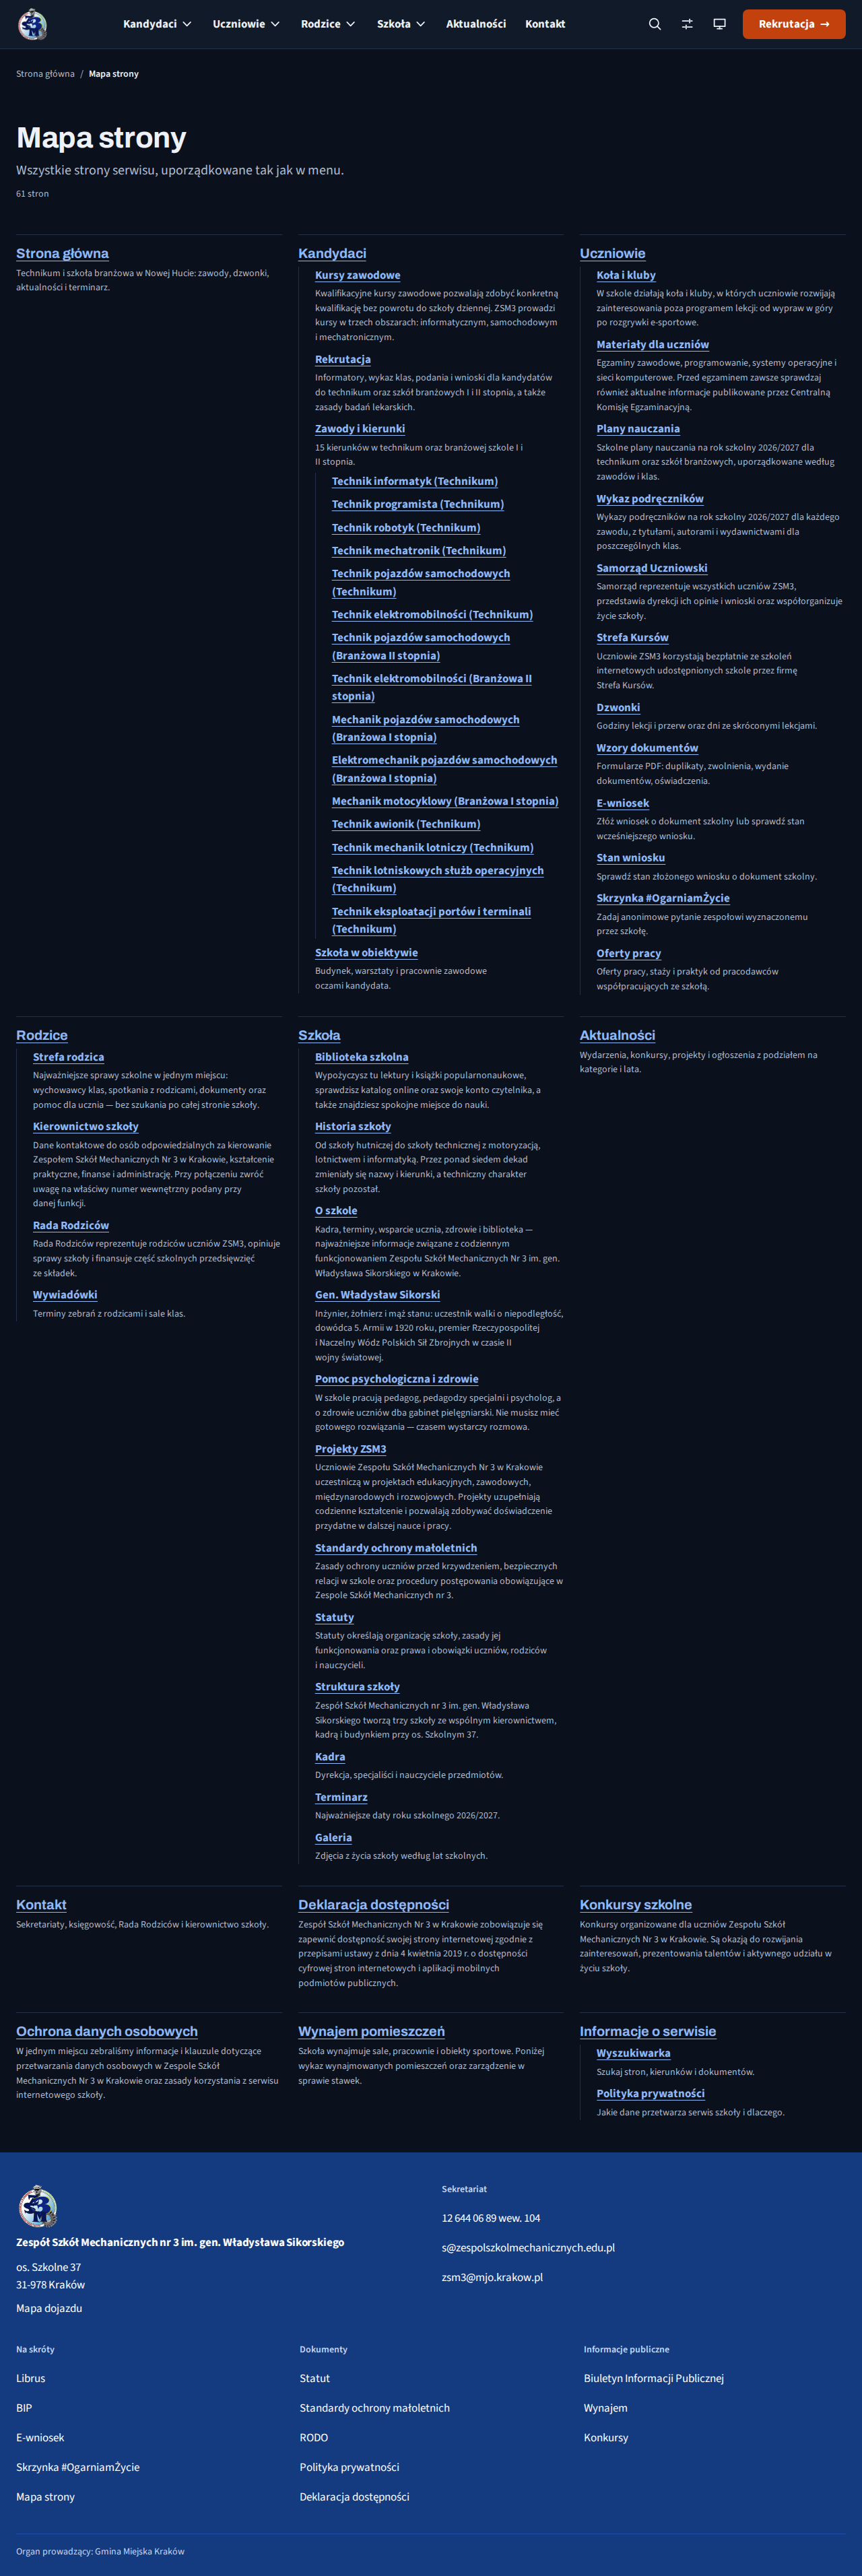 Kandydaci
Uczniowie
Rodzice
Szkoła
Aktualności
Kontakt
Rekrutacja →
Strona główna / Mapa strony
Mapa strony
Wszystkie strony serwisu, uporządkowane tak jak w menu.
61 stron
Strona główna
Technikum i szkoła branżowa w Nowej Hucie: zawody, dzwonki,
aktualności i terminarz.
Kandydaci
Kursy zawodowe
Kwalifikacyjne kursy zawodowe pozwalają zdobyć konkretną
kwalifikację bez powrotu do szkoły dziennej. ZSM3 prowadzi
kursy w trzech obszarach: informatycznym, samochodowym
i mechatronicznym.
Rekrutacja
Informatory, wykaz klas, podania i wnioski dla kandydatów
do technikum oraz szkół branżowych I i II stopnia, a także
zasady badań lekarskich.
Zawody i kierunki
15 kierunków w technikum oraz branżowej szkole I i
II stopnia.
Technik informatyk (Technikum)
Technik programista (Technikum)
Technik robotyk (Technikum)
Technik mechatronik (Technikum)
Technik pojazdów samochodowych
(Technikum)
Technik elektromobilności (Technikum)
Technik pojazdów samochodowych
(Branżowa II stopnia)
Technik elektromobilności (Branżowa II
stopnia)
Mechanik pojazdów samochodowych
(Branżowa I stopnia)
Elektromechanik pojazdów samochodowych
(Branżowa I stopnia)
Mechanik motocyklowy (Branżowa I stopnia)
Technik awionik (Technikum)
Technik mechanik lotniczy (Technikum)
Technik lotniskowych służb operacyjnych
(Technikum)
Technik eksploatacji portów i terminali
(Technikum)
Szkoła w obiektywie
Budynek, warsztaty i pracownie zawodowe
oczami kandydata.
Uczniowie
Koła i kluby
W szkole działają koła i kluby, w których uczniowie rozwijają
zainteresowania poza programem lekcji: od wypraw w góry
po rozgrywki e-sportowe.
Materiały dla uczniów
Egzaminy zawodowe, programowanie, systemy operacyjne i
sieci komputerowe. Przed egzaminem zawsze sprawdzaj
również aktualne informacje publikowane przez Centralną
Komisję Egzaminacyjną.
Plany nauczania
Szkolne plany nauczania na rok szkolny 2026/2027 dla
technikum oraz szkół branżowych, uporządkowane według
zawodów i klas.
Wykaz podręczników
Wykazy podręczników na rok szkolny 2026/2027 dla każdego
zawodu, z tytułami, autorami i wydawnictwami dla
poszczególnych klas.
Samorząd Uczniowski
Samorząd reprezentuje wszystkich uczniów ZSM3,
przedstawia dyrekcji ich opinie i wnioski oraz współorganizuje
życie szkoły.
Strefa Kursów
Uczniowie ZSM3 korzystają bezpłatnie ze szkoleń
internetowych udostępnionych szkole przez firmę
Strefa Kursów.
Dzwonki
Godziny lekcji i przerw oraz dni ze skróconymi lekcjami.
Wzory dokumentów
Formularze PDF: duplikaty, zwolnienia, wydanie
dokumentów, oświadczenia.
E-wniosek
Złóż wniosek o dokument szkolny lub sprawdź stan
wcześniejszego wniosku.
Stan wniosku
Sprawdź stan złożonego wniosku o dokument szkolny.
Skrzynka #OgarniamŻycie
Zadaj anonimowe pytanie zespołowi wyznaczonemu
przez szkołę.
Oferty pracy
Oferty pracy, staży i praktyk od pracodawców
współpracujących ze szkołą.
Rodzice
Strefa rodzica
Najważniejsze sprawy szkolne w jednym miejscu:
wychowawcy klas, spotkania z rodzicami, dokumenty oraz
pomoc dla ucznia — bez szukania po całej stronie szkoły.
Kierownictwo szkoły
Dane kontaktowe do osób odpowiedzialnych za kierowanie
Zespołem Szkół Mechanicznych Nr 3 w Krakowie, kształcenie
praktyczne, finanse i administrację. Przy połączeniu zwróć
uwagę na właściwy numer wewnętrzny podany przy
danej funkcji.
Rada Rodziców
Rada Rodziców reprezentuje rodziców uczniów ZSM3, opiniuje
sprawy szkoły i finansuje część szkolnych przedsięwzięć
ze składek.
Wywiadówki
Terminy zebrań z rodzicami i sale klas.
Szkoła
Biblioteka szkolna
Wypożyczysz tu lektury i książki popularnonaukowe,
sprawdzisz katalog online oraz swoje konto czytelnika, a
także znajdziesz spokojne miejsce do nauki.
Historia szkoły
Od szkoły hutniczej do szkoły technicznej z motoryzacją,
lotnictwem i informatyką. Przez ponad siedem dekad
zmieniały się nazwy i kierunki, a techniczny charakter
szkoły pozostał.
O szkole
Kadra, terminy, wsparcie ucznia, zdrowie i biblioteka —
najważniejsze informacje związane z codziennym
funkcjonowaniem Zespołu Szkół Mechanicznych Nr 3 im. gen.
Władysława Sikorskiego w Krakowie.
Gen. Władysław Sikorski
Inżynier, żołnierz i mąż stanu: uczestnik walki o niepodległość,
dowódca 5. Armii w 1920 roku, premier Rzeczypospolitej
i Naczelny Wódz Polskich Sił Zbrojnych w czasie II
wojny światowej.
Pomoc psychologiczna i zdrowie
W szkole pracują pedagog, pedagodzy specjalni i psycholog, a
o zdrowie uczniów dba gabinet pielęgniarski. Nie musisz mieć
gotowego rozwiązania — czasem wystarczy rozmowa.
Projekty ZSM3
Uczniowie Zespołu Szkół Mechanicznych Nr 3 w Krakowie
uczestniczą w projektach edukacyjnych, zawodowych,
międzynarodowych i rozwojowych. Projekty uzupełniają
codzienne kształcenie i pozwalają zdobywać doświadczenie
przydatne w dalszej nauce i pracy.
Standardy ochrony małoletnich
Zasady ochrony uczniów przed krzywdzeniem, bezpiecznych
relacji w szkole oraz procedury postępowania obowiązujące w
Zespole Szkół Mechanicznych nr 3.
Statuty
Statuty określają organizację szkoły, zasady jej
funkcjonowania oraz prawa i obowiązki uczniów, rodziców
i nauczycieli.
Struktura szkoły
Zespół Szkół Mechanicznych nr 3 im. gen. Władysława
Sikorskiego tworzą trzy szkoły ze wspólnym kierownictwem,
kadrą i budynkiem przy os. Szkolnym 37.
Kadra
Dyrekcja, specjaliści i nauczyciele przedmiotów.
Terminarz
Najważniejsze daty roku szkolnego 2026/2027.
Galeria
Zdjęcia z życia szkoły według lat szkolnych.
Aktualności
Wydarzenia, konkursy, projekty i ogłoszenia z podziałem na
kategorie i lata.
Kontakt
Sekretariaty, księgowość, Rada Rodziców i kierownictwo szkoły.
Deklaracja dostępności
Zespół Szkół Mechanicznych Nr 3 w Krakowie zobowiązuje się
zapewnić dostępność swojej strony internetowej zgodnie z
przepisami ustawy z dnia 4 kwietnia 2019 r. o dostępności
cyfrowej stron internetowych i aplikacji mobilnych
podmiotów publicznych.
Konkursy szkolne
Konkursy organizowane dla uczniów Zespołu Szkół
Mechanicznych Nr 3 w Krakowie. Są okazją do rozwijania
zainteresowań, prezentowania talentów i aktywnego udziału w
życiu szkoły.
Ochrona danych osobowych
W jednym miejscu zebraliśmy informacje i klauzule dotyczące
przetwarzania danych osobowych w Zespole Szkół
Mechanicznych Nr 3 w Krakowie oraz zasady korzystania z serwisu
internetowego szkoły.
Wynajem pomieszczeń
Szkoła wynajmuje sale, pracownie i obiekty sportowe. Poniżej
wykaz wynajmowanych pomieszczeń oraz zarządzenie w
sprawie stawek.
Informacje o serwisie
Wyszukiwarka
Szukaj stron, kierunków i dokumentów.
Polityka prywatności
Jakie dane przetwarza serwis szkoły i dlaczego.
Zespół Szkół Mechanicznych nr 3 im. gen. Władysława Sikorskiego
os. Szkolne 37
31-978 Kraków
Mapa dojazdu
Sekretariat
12 644 06 89 wew. 104
s@zespolszkolmechanicznych.edu.pl
zsm3@mjo.krakow.pl
Na skróty
Librus
BIP
E-wniosek
Skrzynka #OgarniamŻycie
Mapa strony
Dokumenty
Statut
Standardy ochrony małoletnich
RODO
Polityka prywatności
Deklaracja dostępności
Informacje publiczne
Biuletyn Informacji Publicznej
Wynajem
Konkursy
Organ prowadzący: Gmina Miejska Kraków